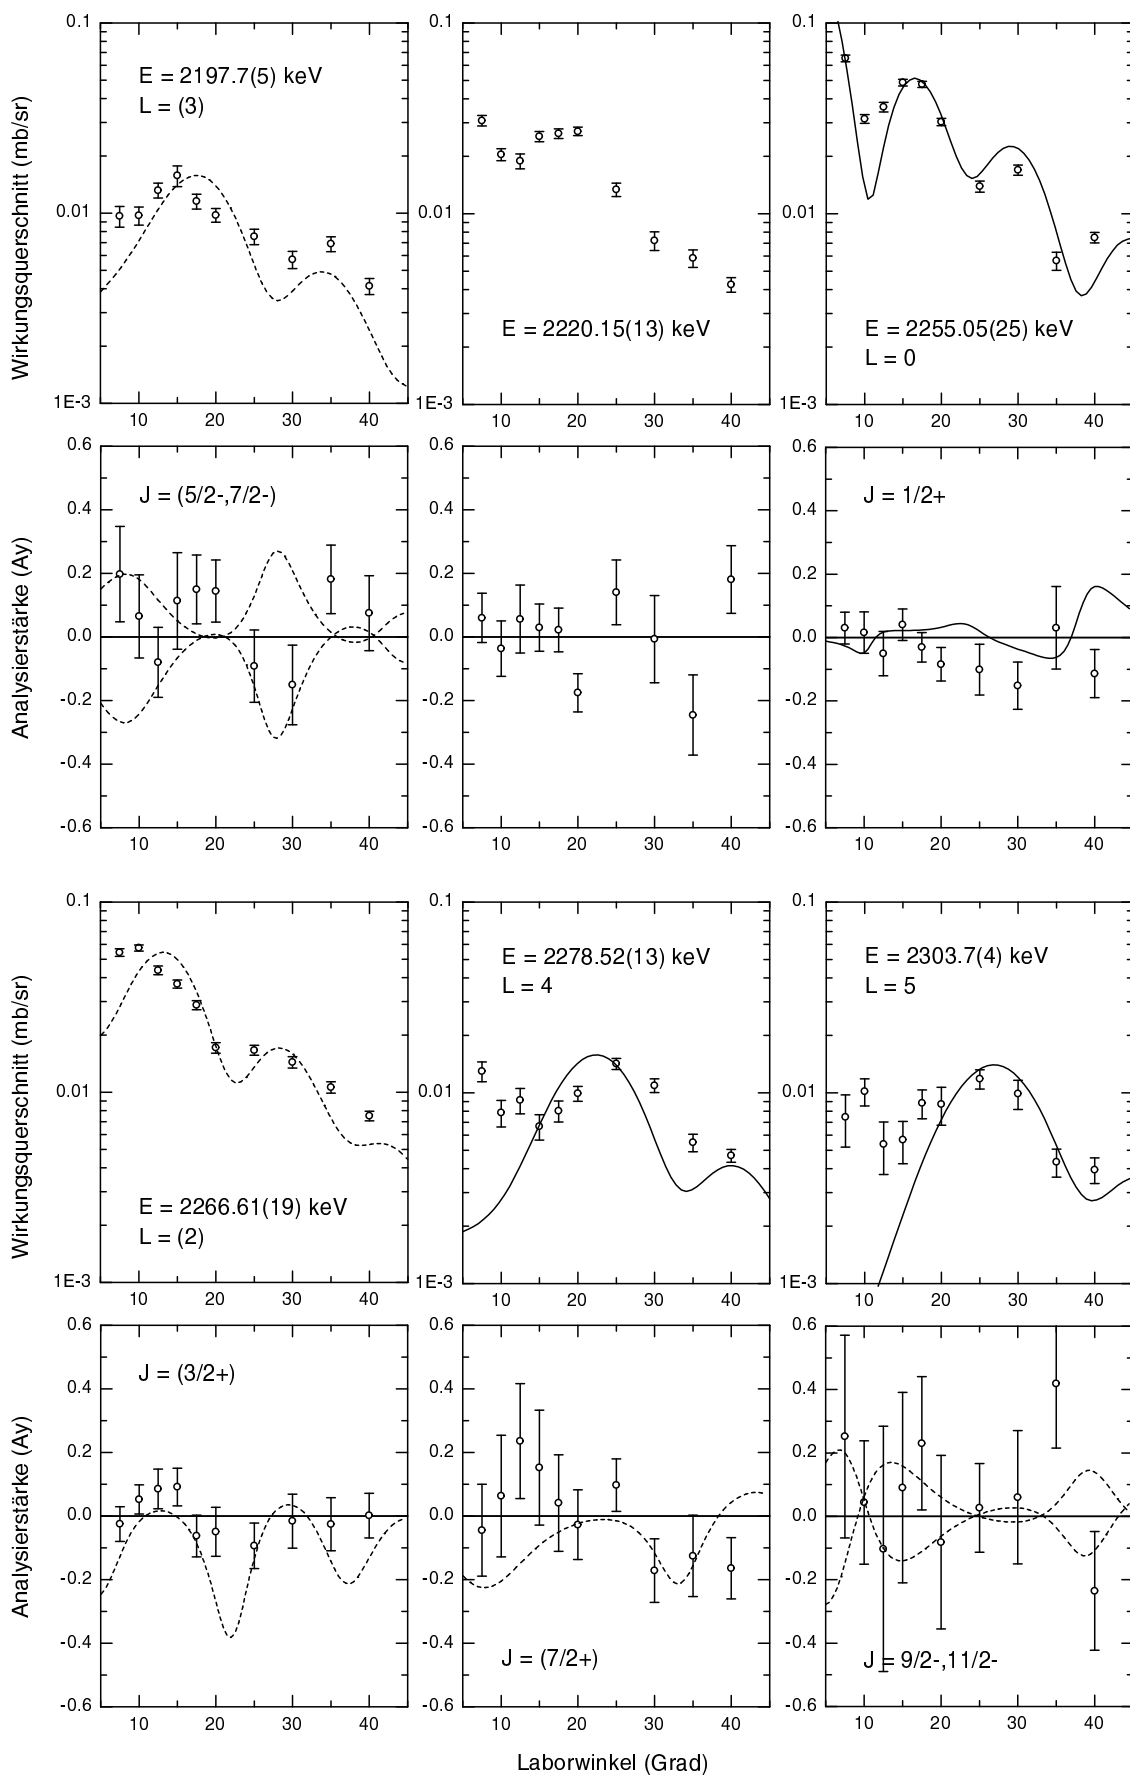 0.1
0.01
1E-3
Wirkungsquerschnitt (mb/sr)
E = 2197.7(5) keV
L = (3)
10 20 30 40
0.1
0.01
1E-3
E = 2220.15(13) keV
10 20 30 40
0.1
0.01
1E-3
E = 2255.05(25) keV
L = 0
10 20 30 40
0.6
0.4
0.2
0.0
-0.2
-0.4
-0.6
Analysierstärke (Ay)
J = (5/2-,7/2-)
10 20 30 40
0.6
0.4
0.2
0.0
-0.2
-0.4
-0.6
10 20 30 40
0.6
0.4
0.2
0.0
-0.2
-0.4
-0.6
J = 1/2+
10 20 30 40
0.1
0.01
1E-3
Wirkungsquerschnitt (mb/sr)
E = 2266.61(19) keV
L = (2)
10 20 30 40
0.1
0.01
1E-3
E = 2278.52(13) keV
L = 4
10 20 30 40
0.1
0.01
1E-3
E = 2303.7(4) keV
L = 5
10 20 30 40
0.6
0.4
0.2
0.0
-0.2
-0.4
-0.6
Analysierstärke (Ay)
J = (3/2+)
10 20 30 40
0.6
0.4
0.2
0.0
-0.2
-0.4
-0.6
J = (7/2+)
10 20 30 40
0.6
0.4
0.2
0.0
-0.2
-0.4
-0.6
J = 9/2-,11/2-
10 20 30 40
Laborwinkel (Grad)